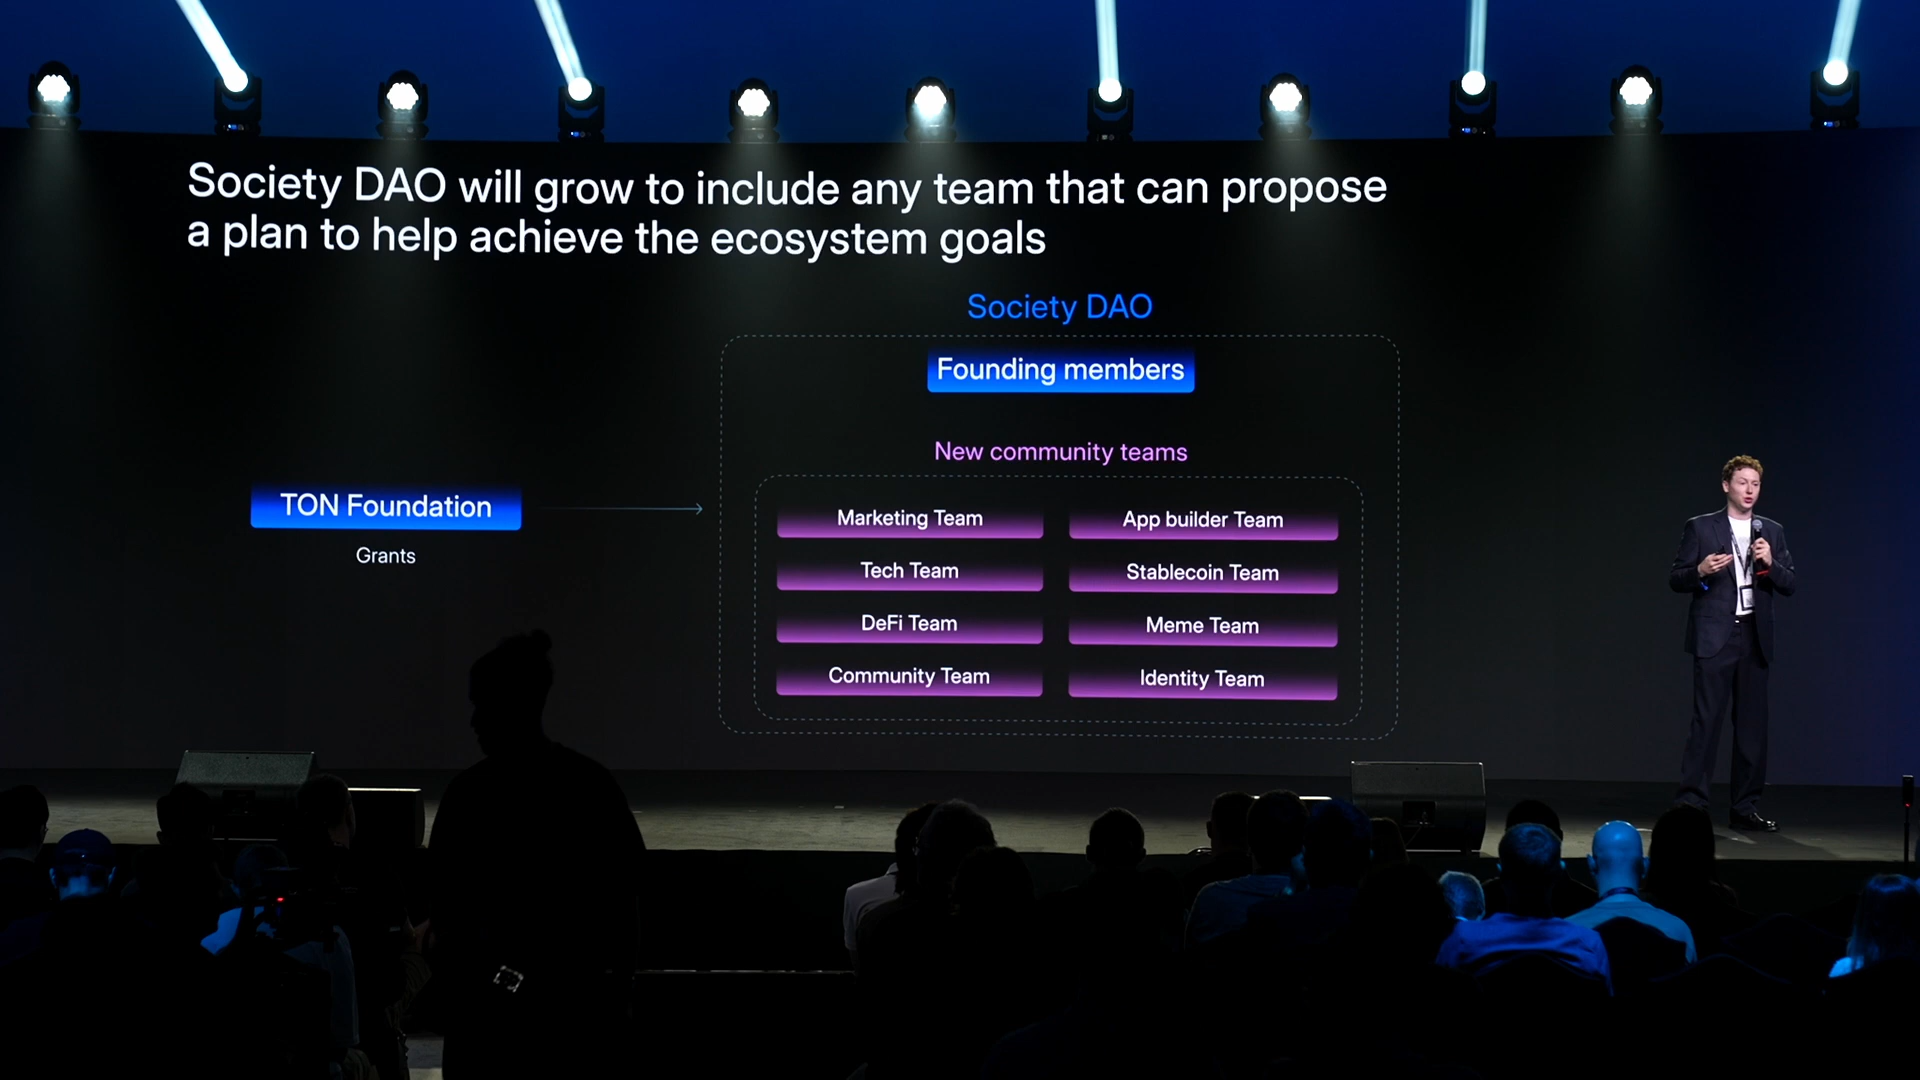 Society DAO will grow to include any team that can propose
a plan to help achieve the ecosystem goals
Society DAO
Founding members
New community teams
TON Foundation
Grants
Marketing Team
App builder Team
Tech Team
Stablecoin Team
DeFi Team
Meme Team
Community Team
Identity Team